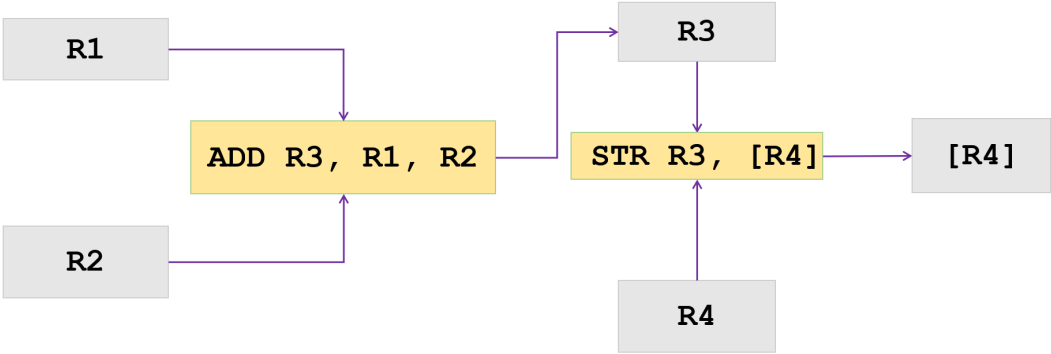 R1
R2
ADD R3, R1, R2
R3
STR R3, [R4]
R4
[R4]